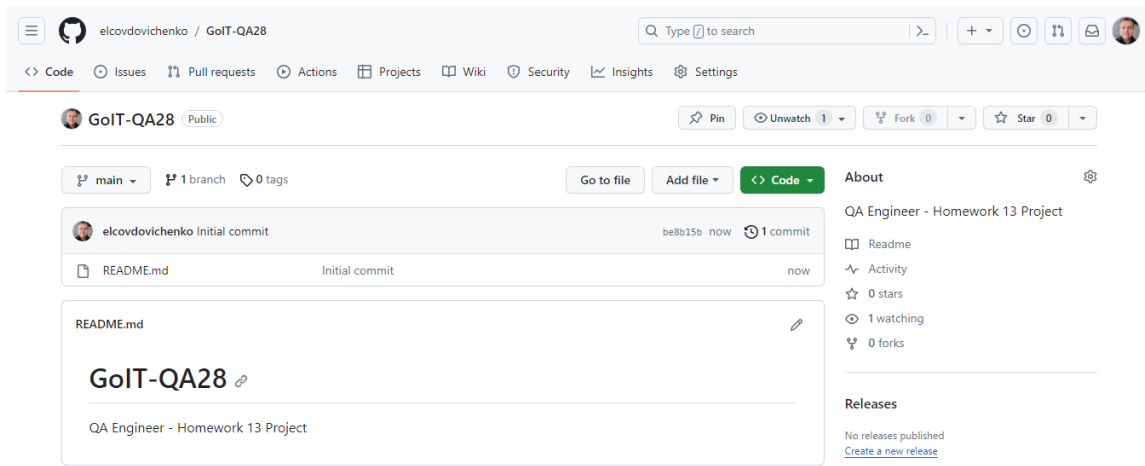 elcovdovichenko / GoIT-QA28
Type / to search
Code Issues Pull requests Actions Projects Wiki Security Insights Settings
GoIT-QA28 Public
Pin Unwatch 1 Fork 0 Star 0
main 1 branch 0 tags
Go to file Add file Code
elcovdovichenko Initial commit be8b15b now 1 commit
README.md Initial commit now
README.md
GoIT-QA28
QA Engineer - Homework 13 Project
About
QA Engineer - Homework 13 Project
Readme
Activity
0 stars
1 watching
0 forks
Releases
No releases published
Create a new release